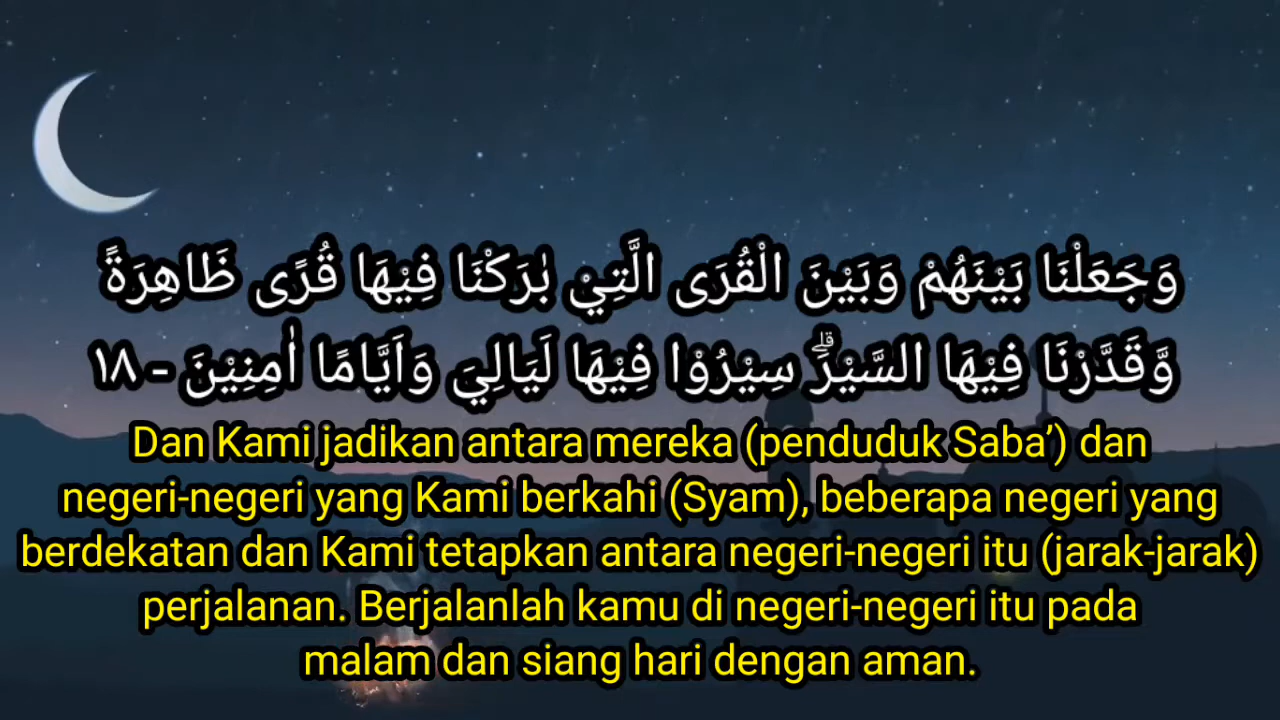 وَجَعَلْنَا بَيْنَهُمْ وَبَيْنَ الْقُرَى الَّتِيْ بٰرَكْنَا فِيْهَا قُرًى ظَاهِرَةً
وَّقَدَّرْنَا فِيْهَا السَّيْرَۗ سِيْرُوْا فِيْهَا لَيَالِيَ وَاَيَّامًا اٰمِنِيْنَ - ١٨
Dan Kami jadikan antara mereka (penduduk Saba’) dan
negeri-negeri yang Kami berkahi (Syam), beberapa negeri yang
berdekatan dan Kami tetapkan antara negeri-negeri itu (jarak-jarak)
perjalanan. Berjalanlah kamu di negeri-negeri itu pada
malam dan siang hari dengan aman.